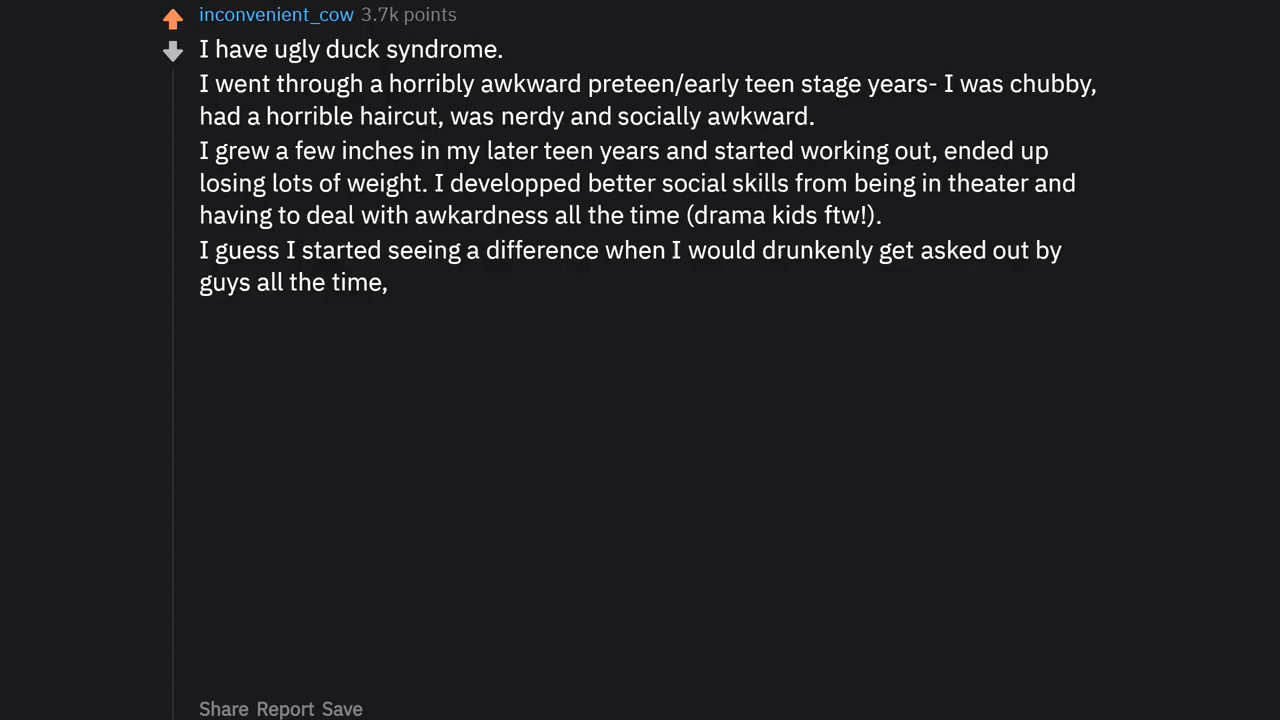 inconvenient_cow 3.7k points
I have ugly duck syndrome.
I went through a horribly awkward preteen/early teen stage years- I was chubby,
had a horrible haircut, was nerdy and socially awkward.
I grew a few inches in my later teen years and started working out, ended up
losing lots of weight. I developped better social skills from being in theater and
having to deal with awkardness all the time (drama kids ftw!).
I guess I started seeing a difference when I would drunkenly get asked out by
guys all the time,
Share Report Save